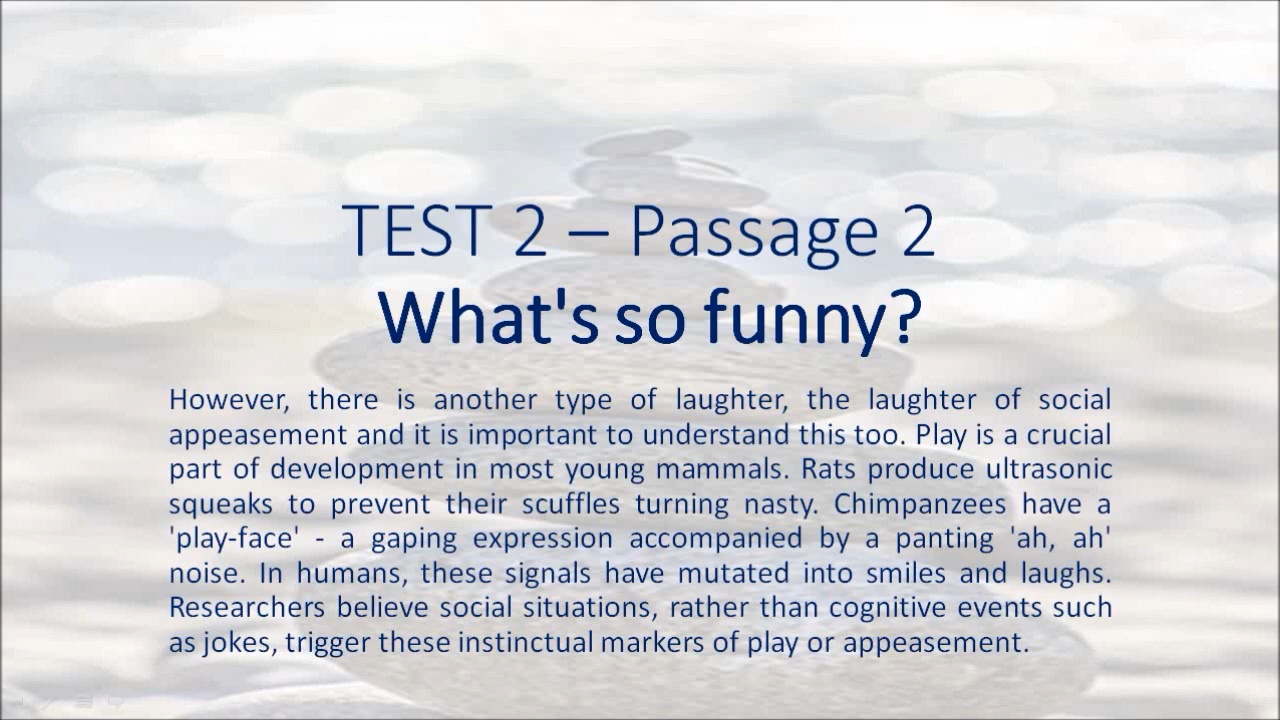 TEST 2 – Passage 2
What's so funny?
However, there is another type of laughter, the laughter of social
appeasement and it is important to understand this too. Play is a crucial
part of development in most young mammals. Rats produce ultrasonic
squeaks to prevent their scuffles turning nasty. Chimpanzees have a
'play-face' - a gaping expression accompanied by a panting 'ah, ah'
noise. In humans, these signals have mutated into smiles and laughs.
Researchers believe social situations, rather than cognitive events such
as jokes, trigger these instinctual markers of play or appeasement.